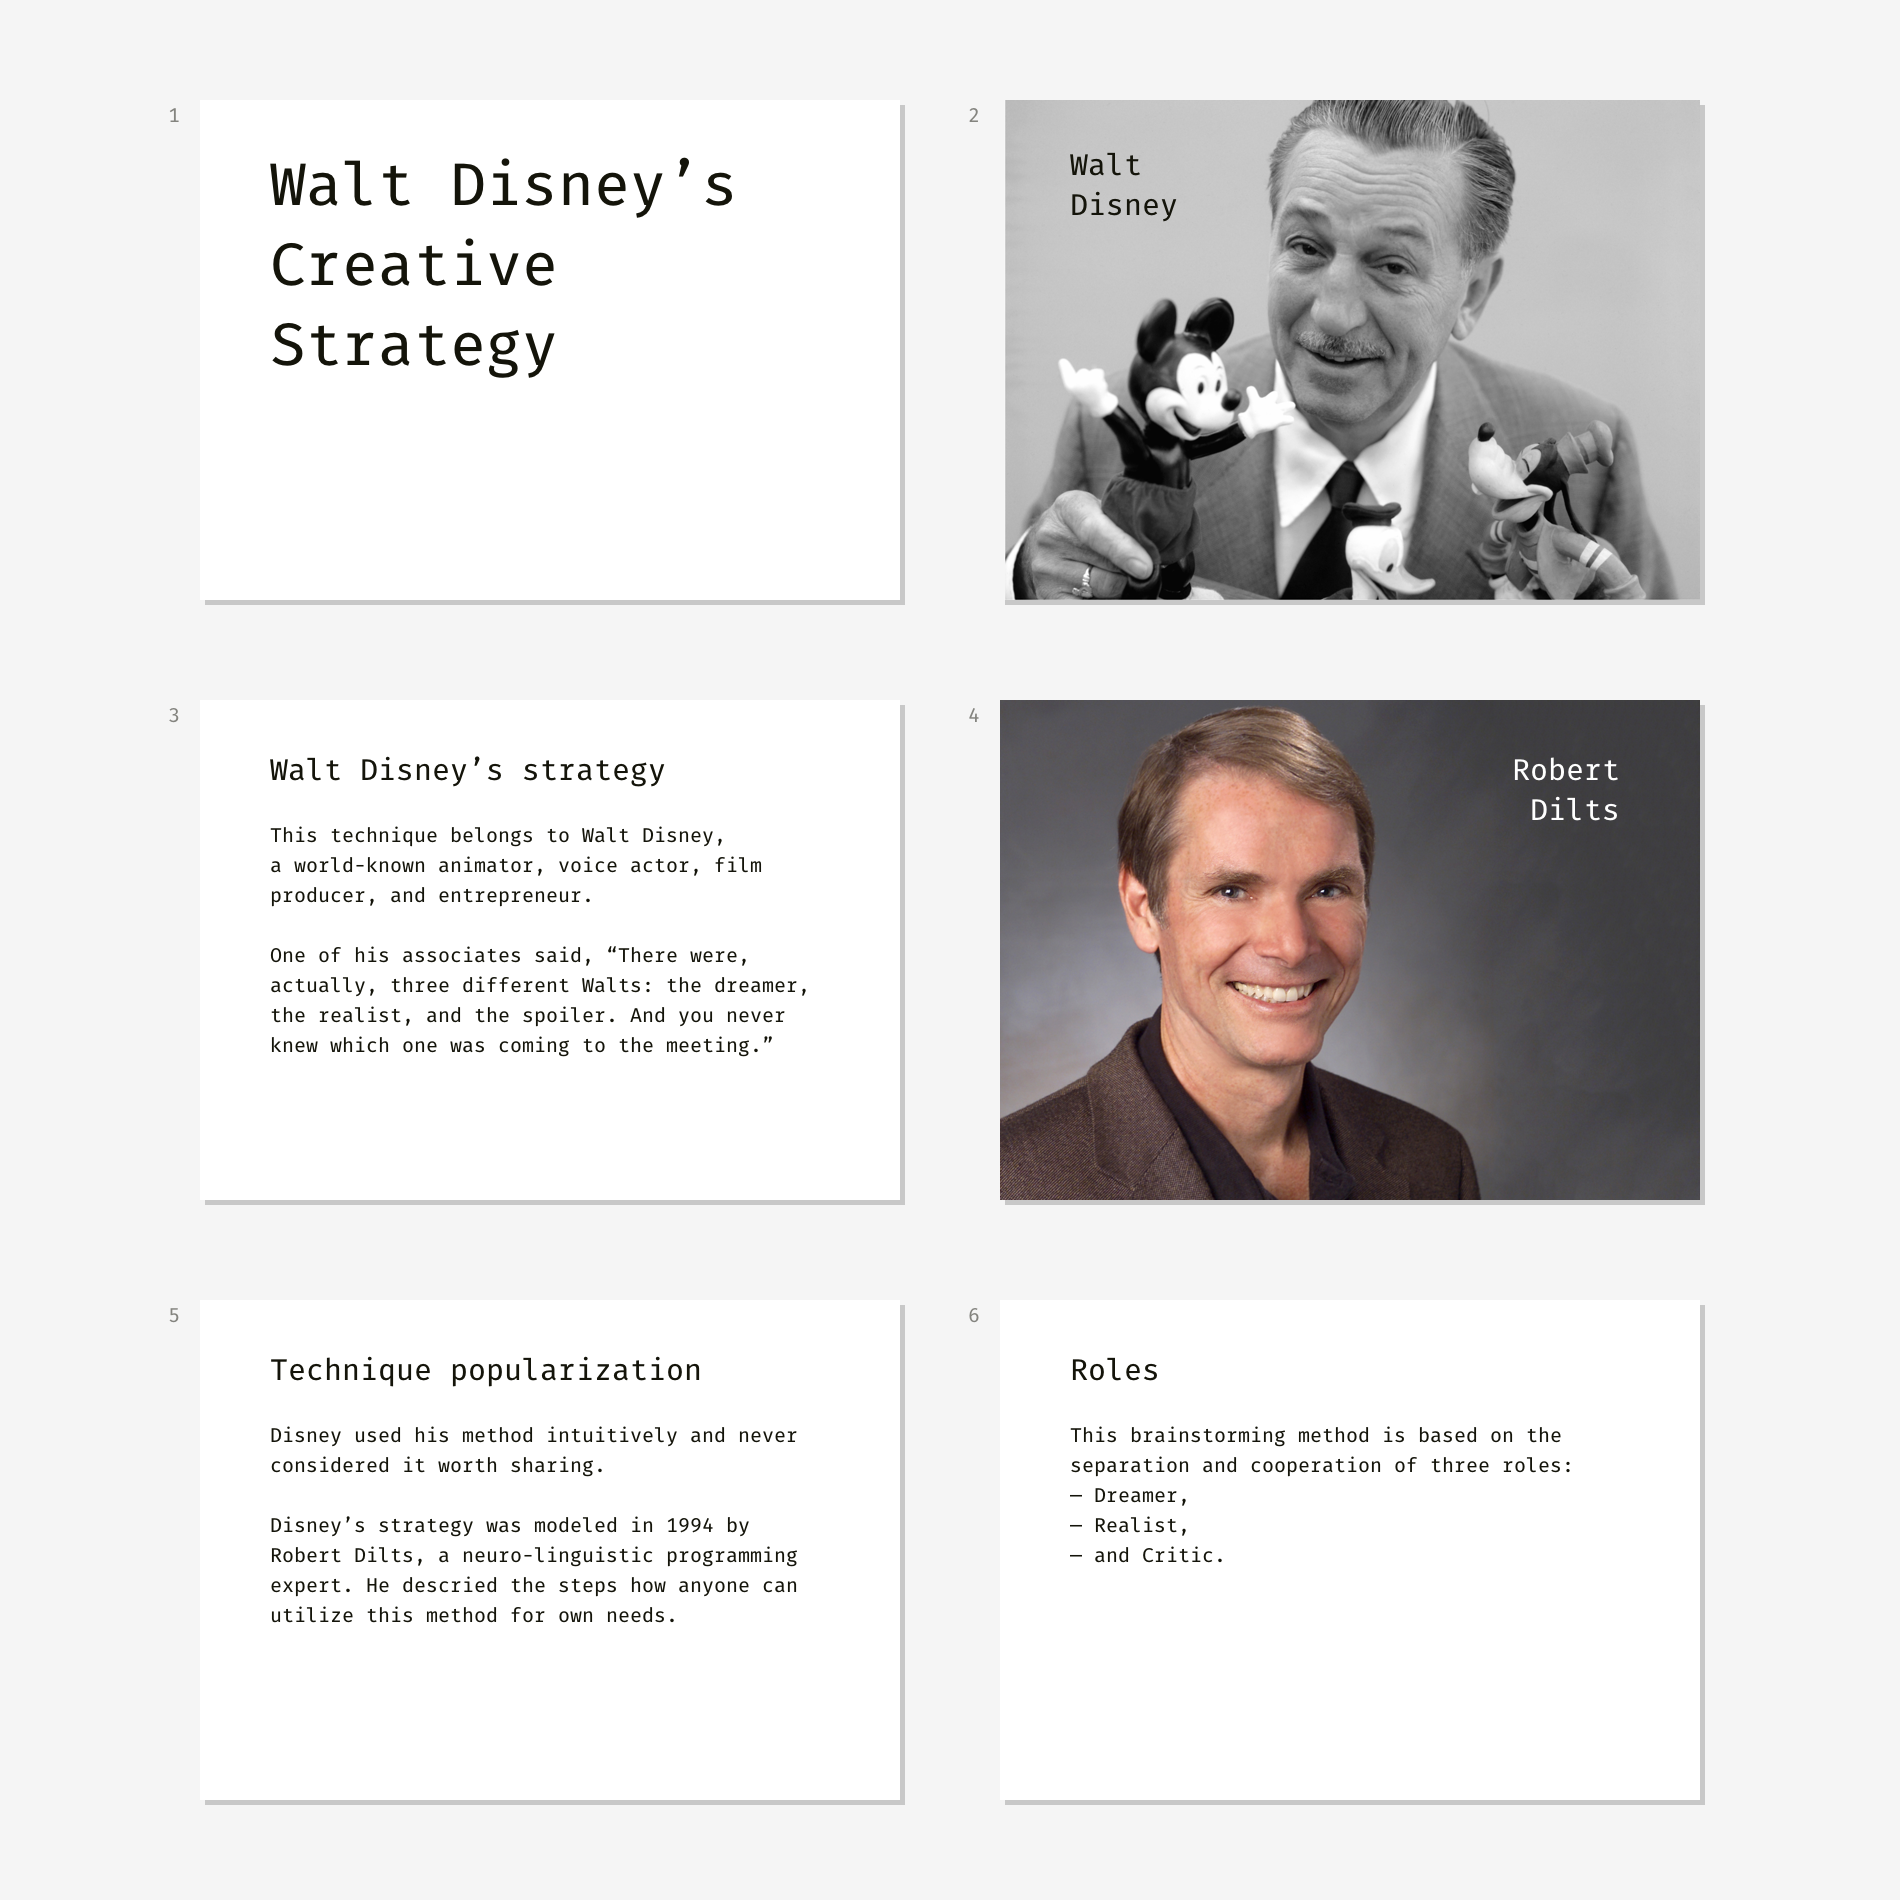 1
Walt Disney’s
Creative
Strategy
2
Walt
Disney
3
Walt Disney’s strategy
This technique belongs to Walt Disney,
a world-known animator, voice actor, film
producer, and entrepreneur.
One of his associates said, “There were,
actually, three different Walts: the dreamer,
the realist, and the spoiler. And you never
knew which one was coming to the meeting.”
4
Robert
Dilts
5
Technique popularization
Disney used his method intuitively and never
considered it worth sharing.
Disney’s strategy was modeled in 1994 by
Robert Dilts, a neuro-linguistic programming
expert. He descried the steps how anyone can
utilize this method for own needs.
6
Roles
This brainstorming method is based on the
separation and cooperation of three roles:
— Dreamer,
— Realist,
— and Critic.